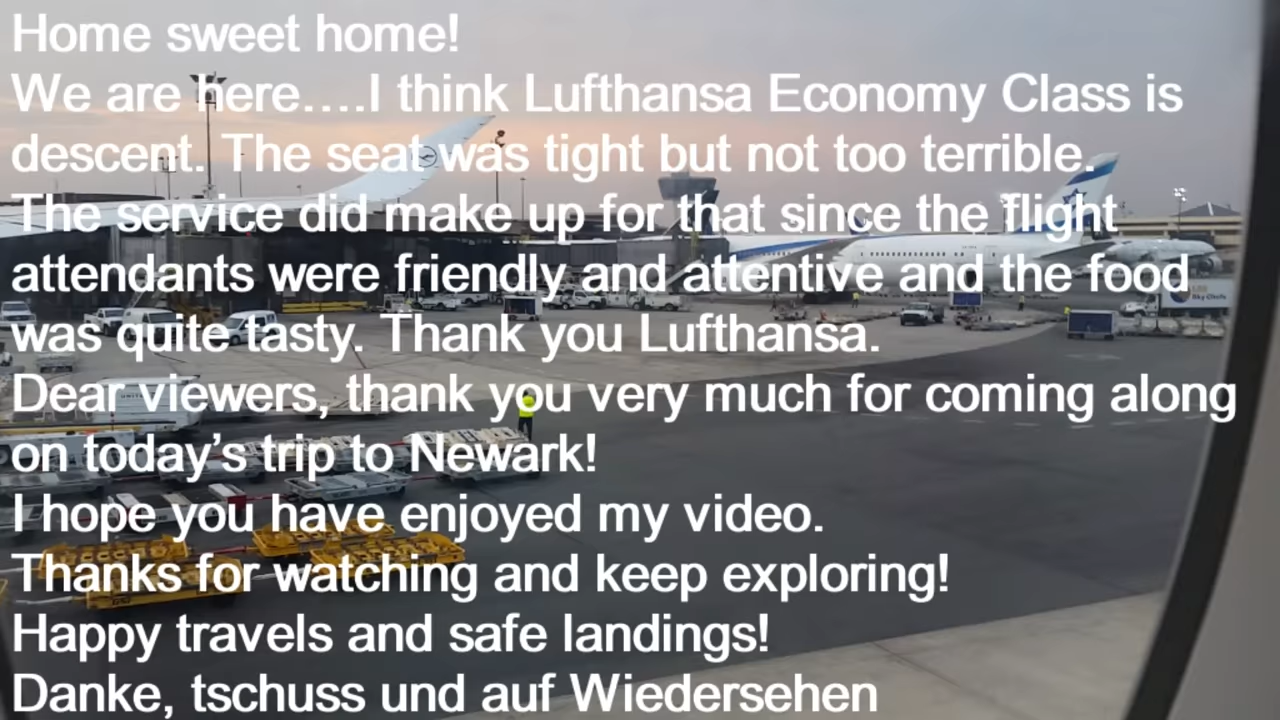 Home sweet home!
We are here....I think Lufthansa Economy Class is
descent. The seat was tight but not too terrible.
The service did make up for that since the flight
attendants were friendly and attentive and the food
was quite tasty. Thank you Lufthansa.
Dear viewers, thank you very much for coming along
on today’s trip to Newark!
I hope you have enjoyed my video.
Thanks for watching and keep exploring!
Happy travels and safe landings!
Danke, tschuss und auf Wiedersehen
Sky Chefs
UNITED